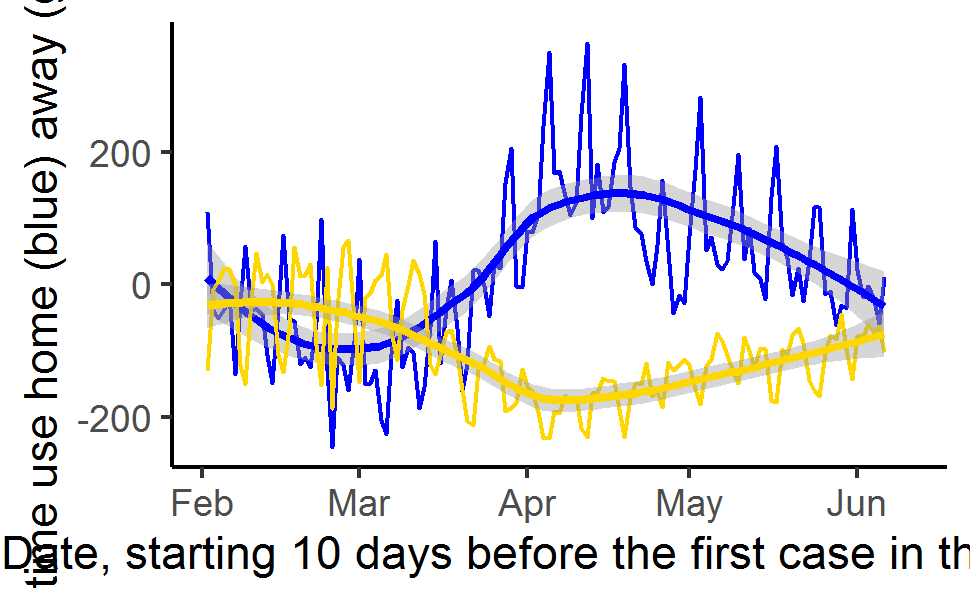 time use home (blue) away (g
200
0
-200
Feb Mar Apr May Jun
Date, starting 10 days before the first case in th